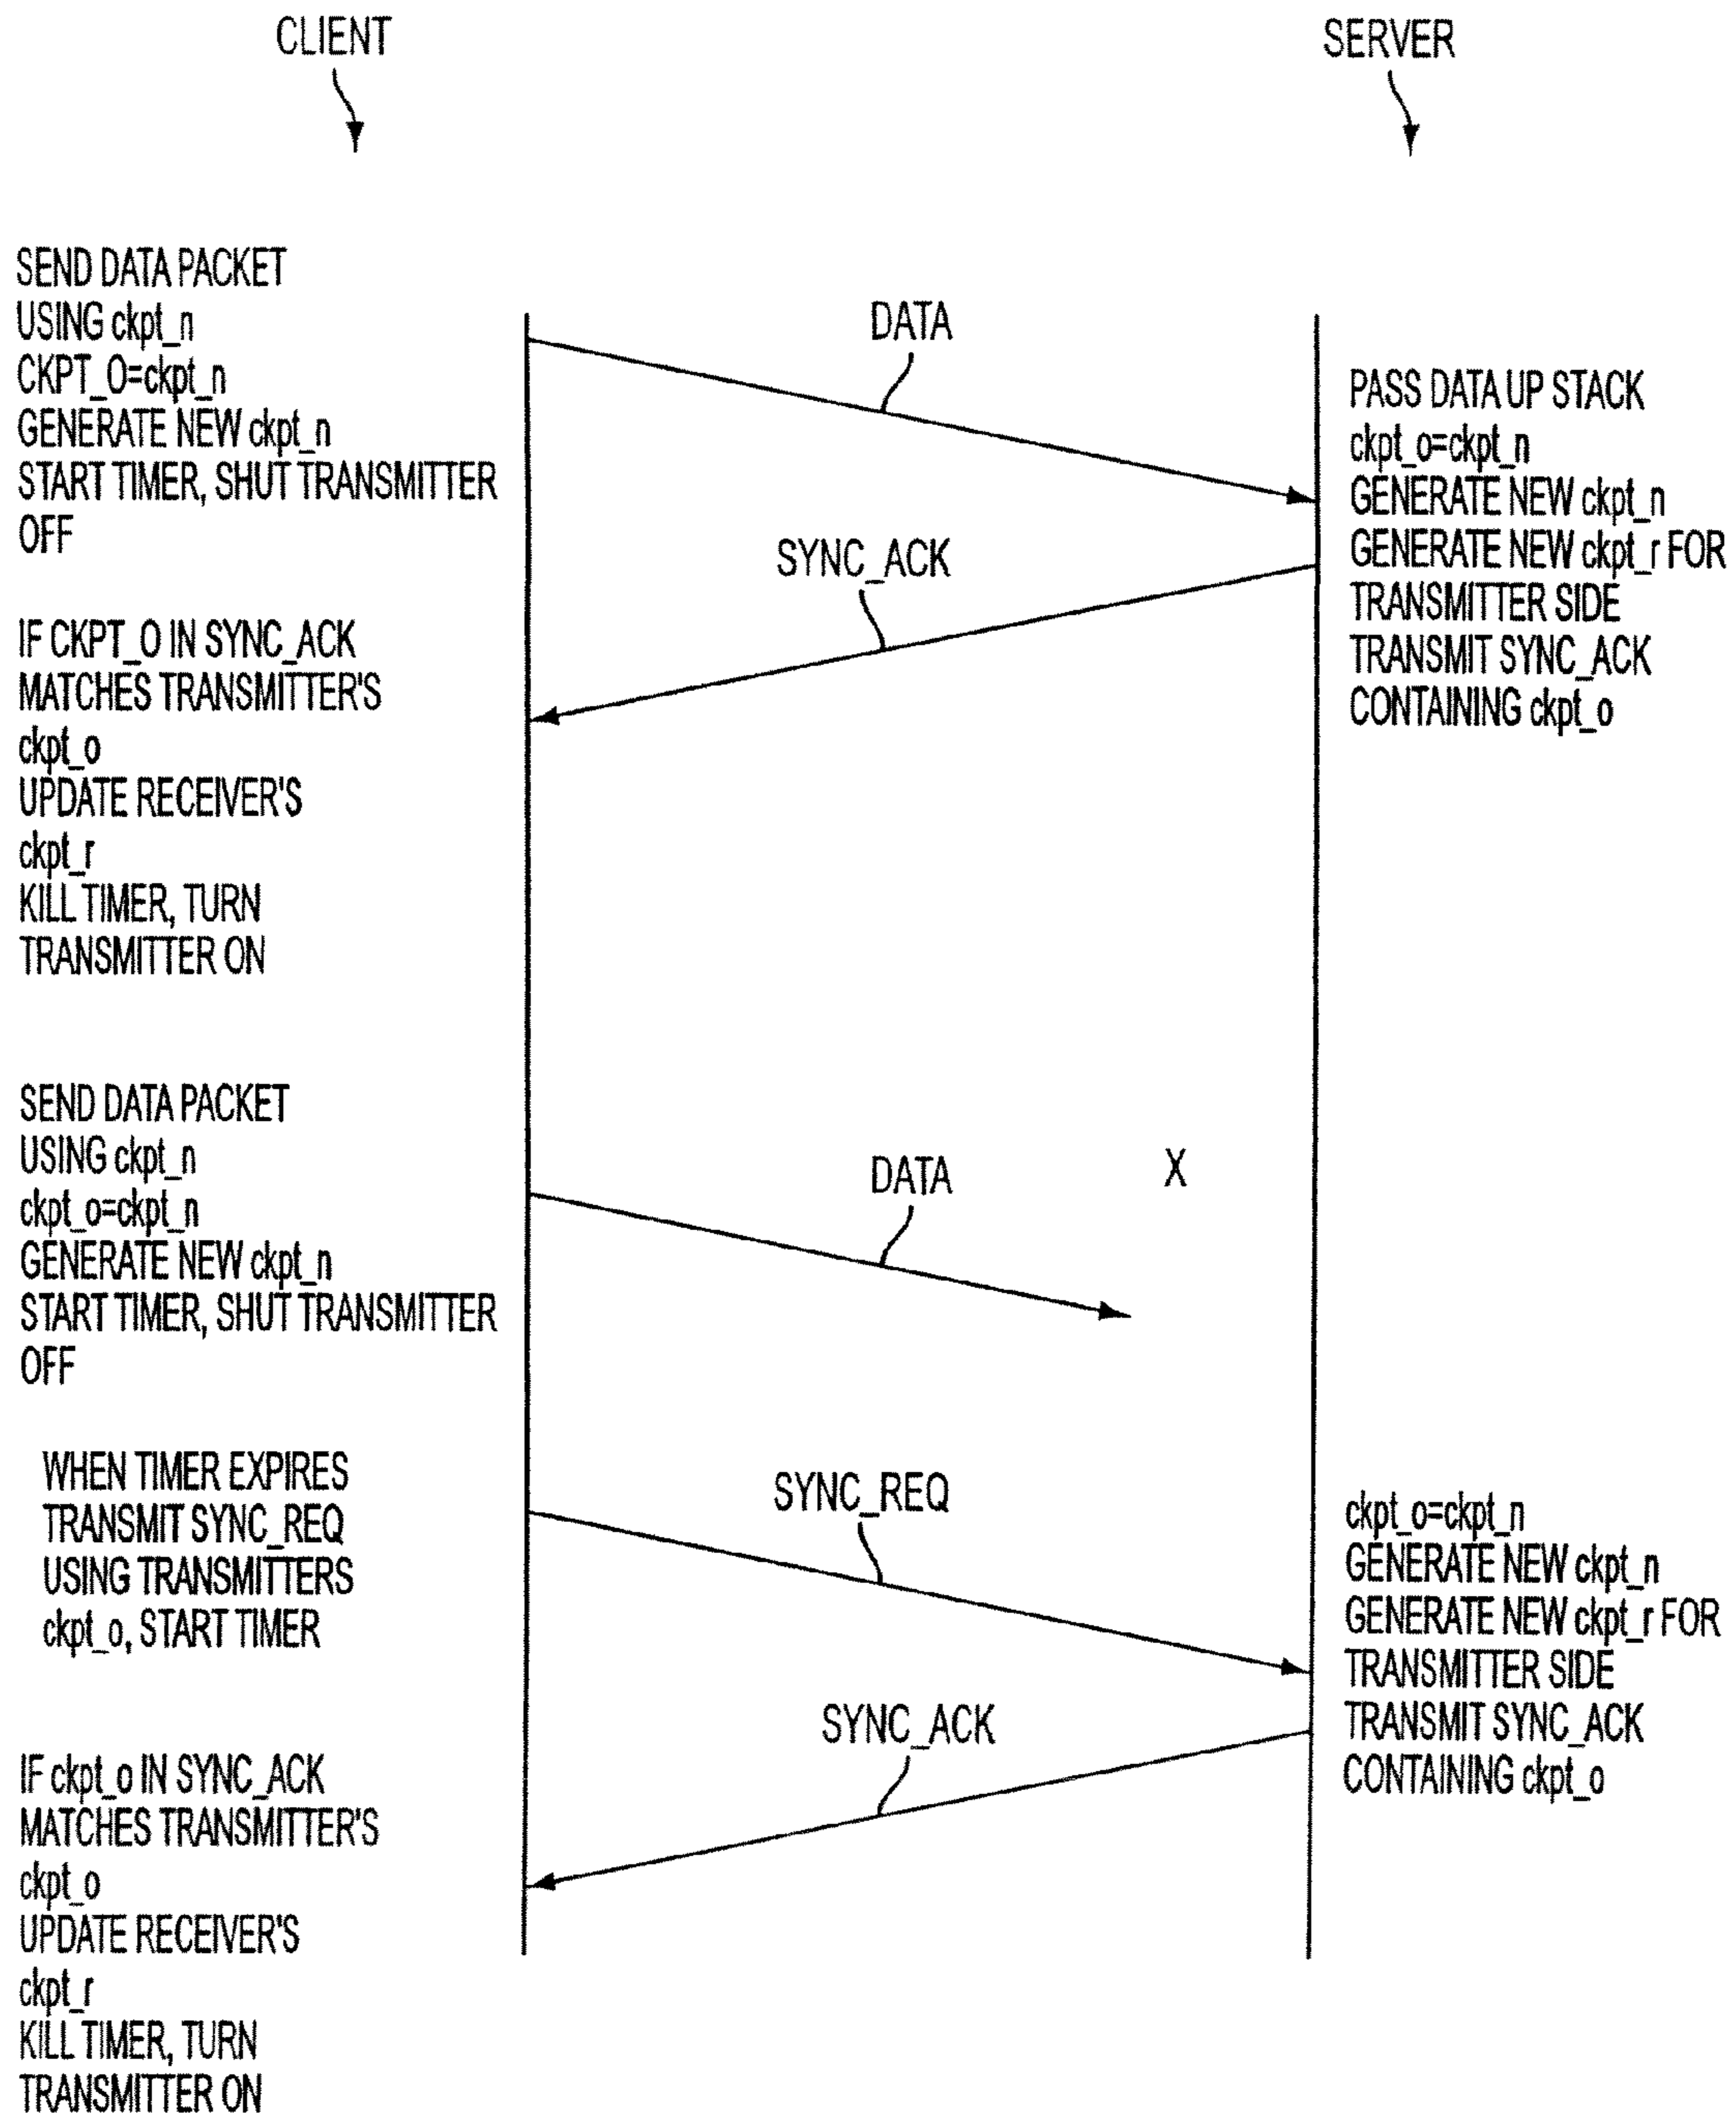 CLIENT
SERVER
SEND DATA PACKET
USING ckpt_n
CKPT_O=ckpt_n
GENERATE NEW ckpt_n
START TIMER, SHUT TRANSMITTER
OFF
DATA
PASS DATA UP STACK
ckpt_o=ckpt_n
GENERATE NEW ckpt_n
GENERATE NEW ckpt_r FOR
TRANSMITTER SIDE
TRANSMIT SYNC_ACK
CONTAINING ckpt_o
SYNC_ACK
IF CKPT_O IN SYNC_ACK
MATCHES TRANSMITTER'S
ckpt_o
UPDATE RECEIVER'S
ckpt_r
KILL TIMER, TURN
TRANSMITTER ON
SEND DATA PACKET
USING ckpt_n
ckpt_o=ckpt_n
GENERATE NEW ckpt_n
START TIMER, SHUT TRANSMITTER
OFF
DATA
X
WHEN TIMER EXPIRES
TRANSMIT SYNC_REQ
USING TRANSMITTERS
ckpt_o, START TIMER
SYNC_REQ
ckpt_o=ckpt_n
GENERATE NEW ckpt_n
GENERATE NEW ckpt_r FOR
TRANSMITTER SIDE
TRANSMIT SYNC_ACK
CONTAINING ckpt_o
SYNC_ACK
IF ckpt_o IN SYNC_ACK
MATCHES TRANSMITTER'S
ckpt_o
UPDATE RECEIVER'S
ckpt_r
KILL TIMER, TURN
TRANSMITTER ON